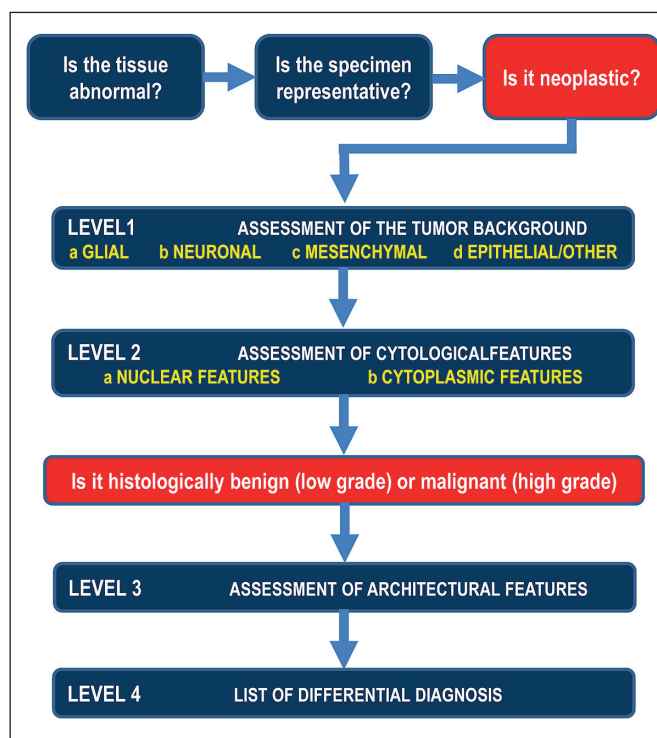 Is the tissue
abnormal?
Is the specimen
representative?
Is it neoplastic?
LEVEL1 ASSESSMENT OF THE TUMOR BACKGROUND
a GLIAL b NEURONAL c MESENCHYMAL d EPITHELIAL/OTHER
LEVEL 2 ASSESSMENT OF CYTOLOGICALFEATURES
a NUCLEAR FEATURES b CYTOPLASMIC FEATURES
Is it histologically benign (low grade) or malignant (high grade)
LEVEL 3 ASSESSMENT OF ARCHITECTURAL FEATURES
LEVEL 4 LIST OF DIFFERENTIAL DIAGNOSIS